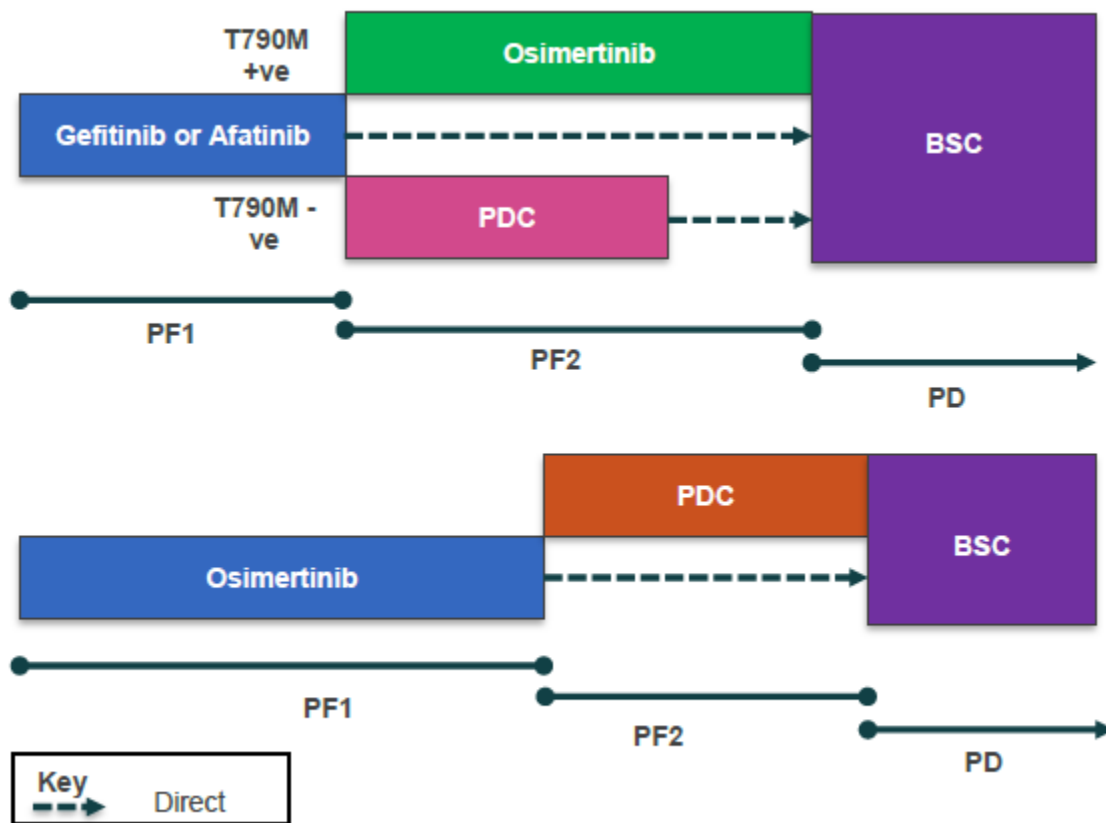 T790M
+ve
Osimertinib
Gefitinib or Afatinib
BSC
T790M -
ve
PDC
PF1
PF2
PD
PDC
BSC
Osimertinib
PF1
PF2
PD
Key
Direct